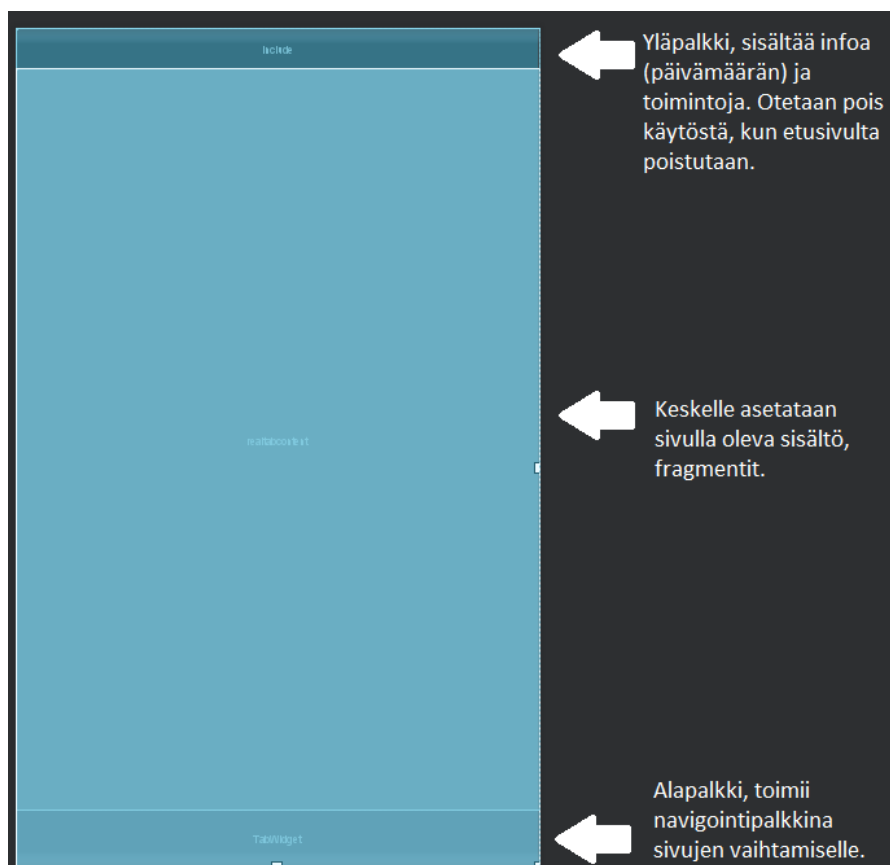 include
Yläpalkki, sisältää infoa
(päivämäärän) ja
toimintoja. Otetaan pois
käytöstä, kun etusivulta
poistutaan.
realtabcontent
Keskelle asetataan
sivulla oleva sisältö,
fragmentit.
TabWidget
Alapalkki, toimii
navigointipalkkina
sivujen vaihtamiselle.